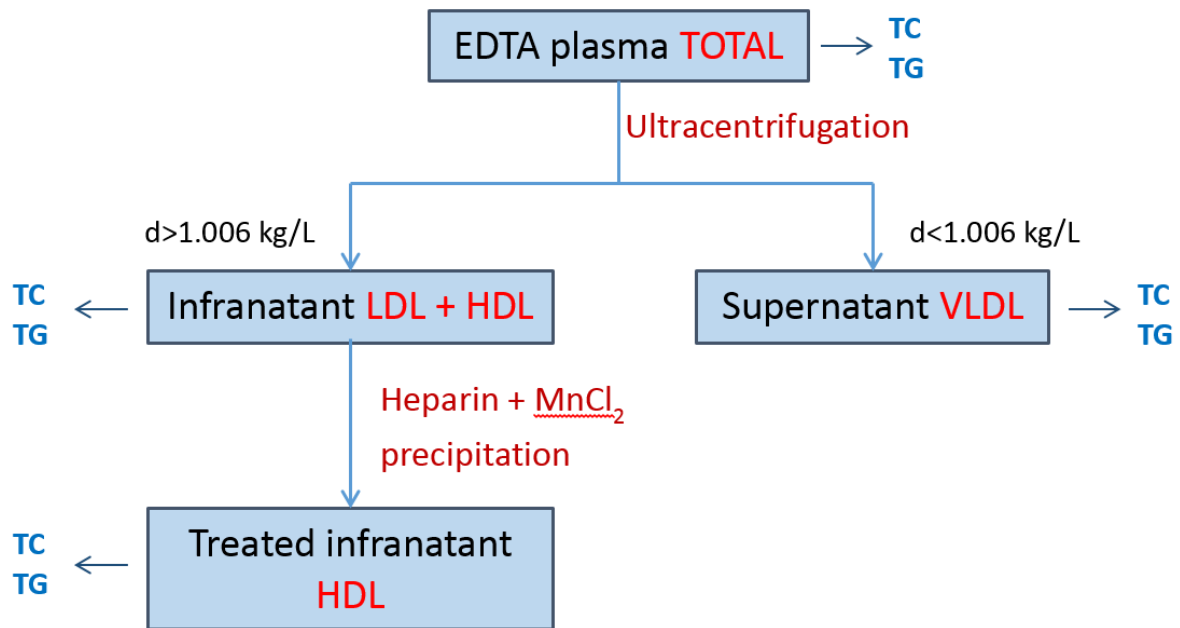 EDTA plasma TOTAL
TC
TG
Ultracentrifugation
d>1.006 kg/L
d<1.006 kg/L
TC
TG
Infranatant LDL + HDL
Supernatant VLDL
TC
TG
Heparin + MnCl₂
precipitation
TC
TG
Treated infranatant
HDL